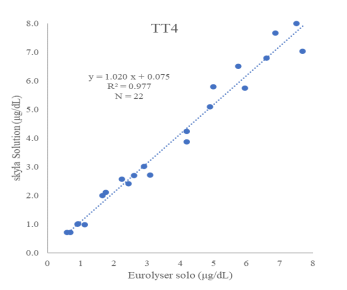 TT4
8.0
7.0
6.0
5.0
4.0
3.0
2.0
1.0
0.0
skyla Solution (µg/dL)
y = 1.020 x + 0.075
R² = 0.977
N = 22
0 1 2 3 4 5 6 7 8
Eurolyser solo (µg/dL)